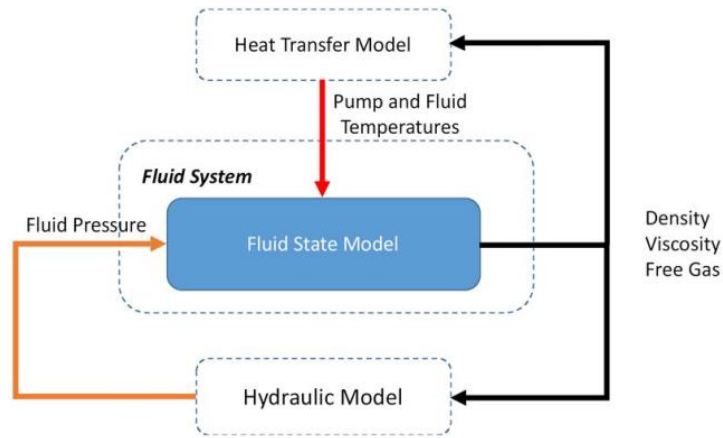 Heat Transfer Model
Pump and Fluid
Temperatures
Fluid System
Fluid Pressure
Fluid State Model
Density
Viscosity
Free Gas
Hydraulic Model